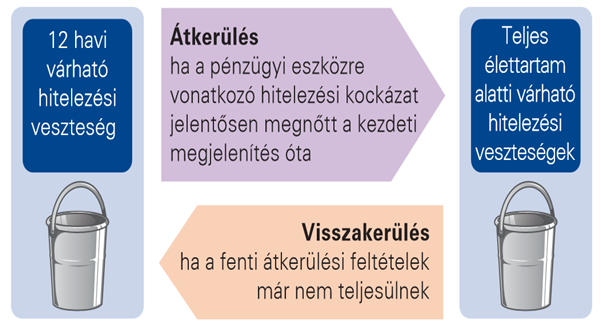 12 havi
várható
hitelezési
veszteség
Átkerülés
ha a pénzügyi eszközre
vonatkozó hitelezési kockázat
jelentősen megnőtt a kezdeti
megjelenítés óta
Teljes
élettartam
alatti várható
hitelezési
veszteségek
Visszakerülés
ha a fenti átkerülési feltételek
már nem teljesülnek